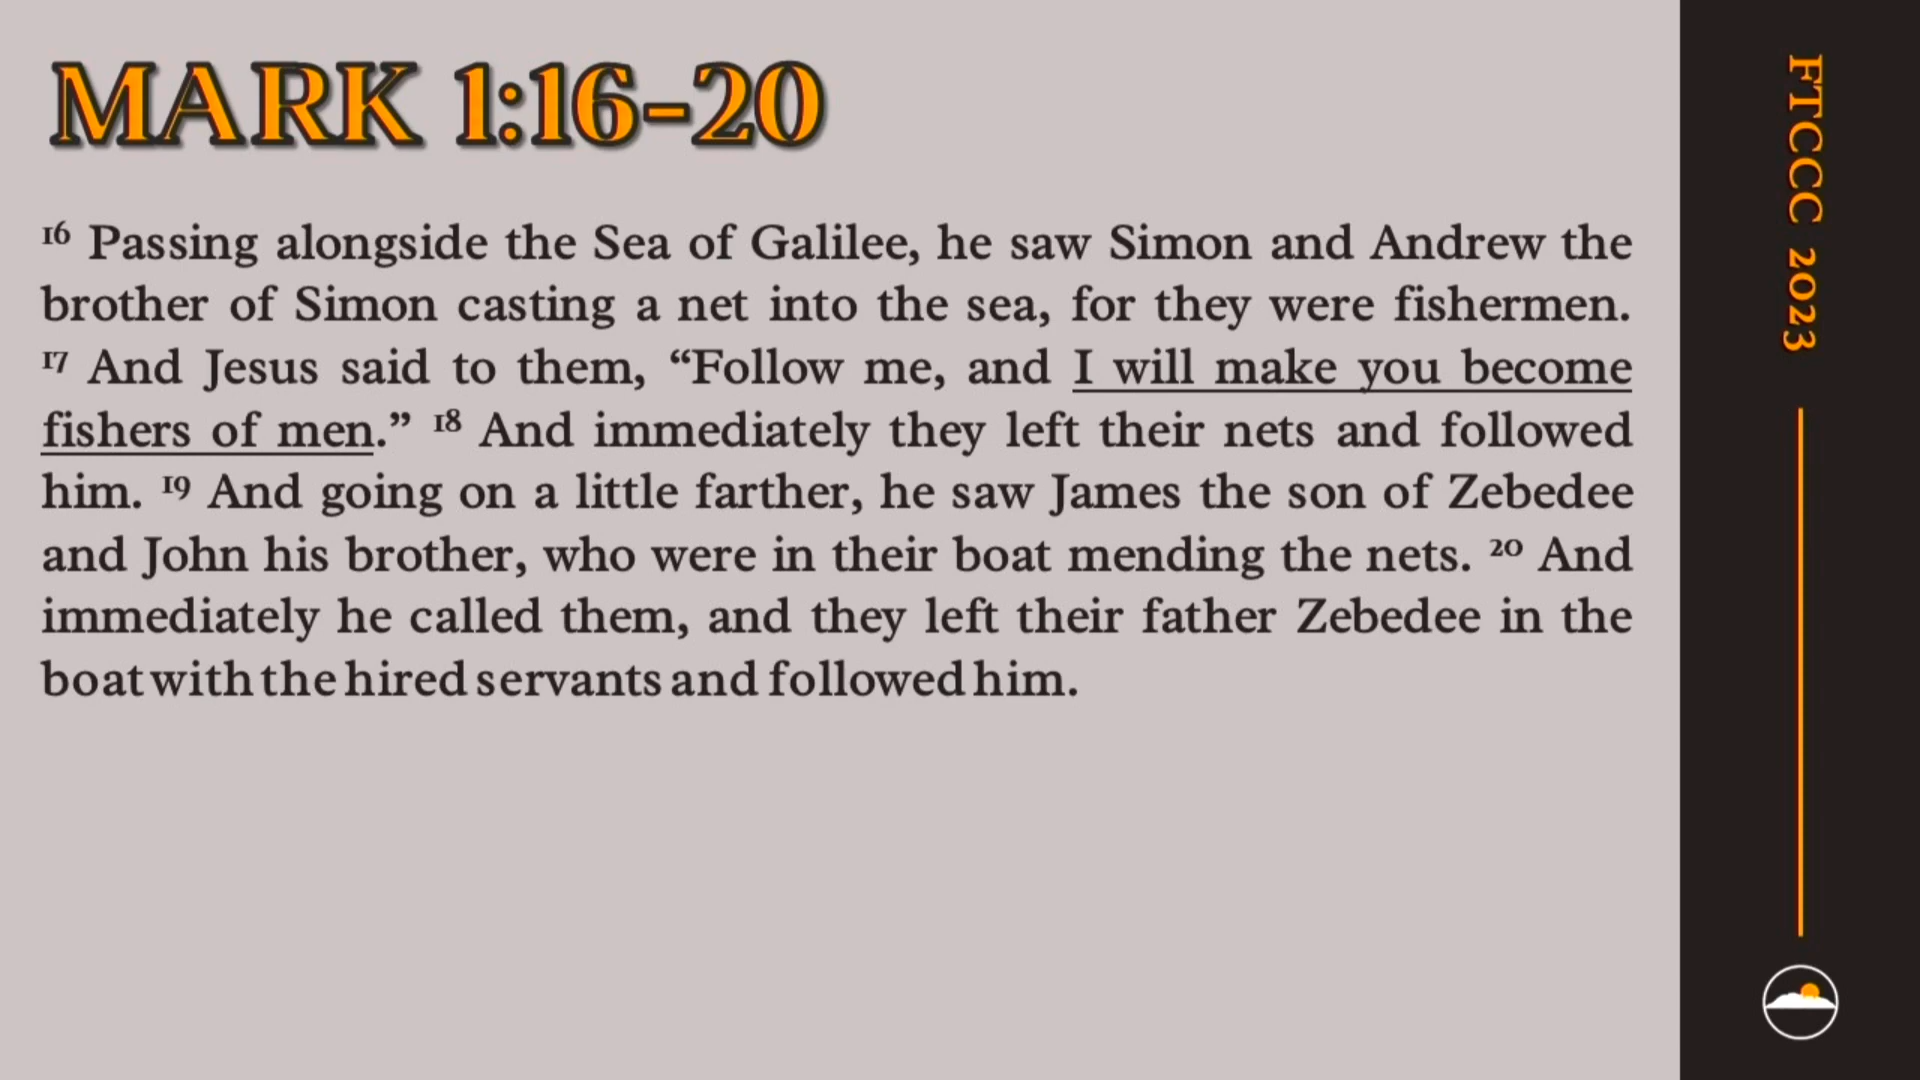 MARK 1:16-20
16 Passing alongside the Sea of Galilee, he saw Simon and Andrew the
brother of Simon casting a net into the sea, for they were fishermen.
17 And Jesus said to them, “Follow me, and I will make you become
fishers of men.” 18 And immediately they left their nets and followed
him. 19 And going on a little farther, he saw James the son of Zebedee
and John his brother, who were in their boat mending the nets. 20 And
immediately he called them, and they left their father Zebedee in the
boat with the hired servants and followed him.
FTCCC 2023